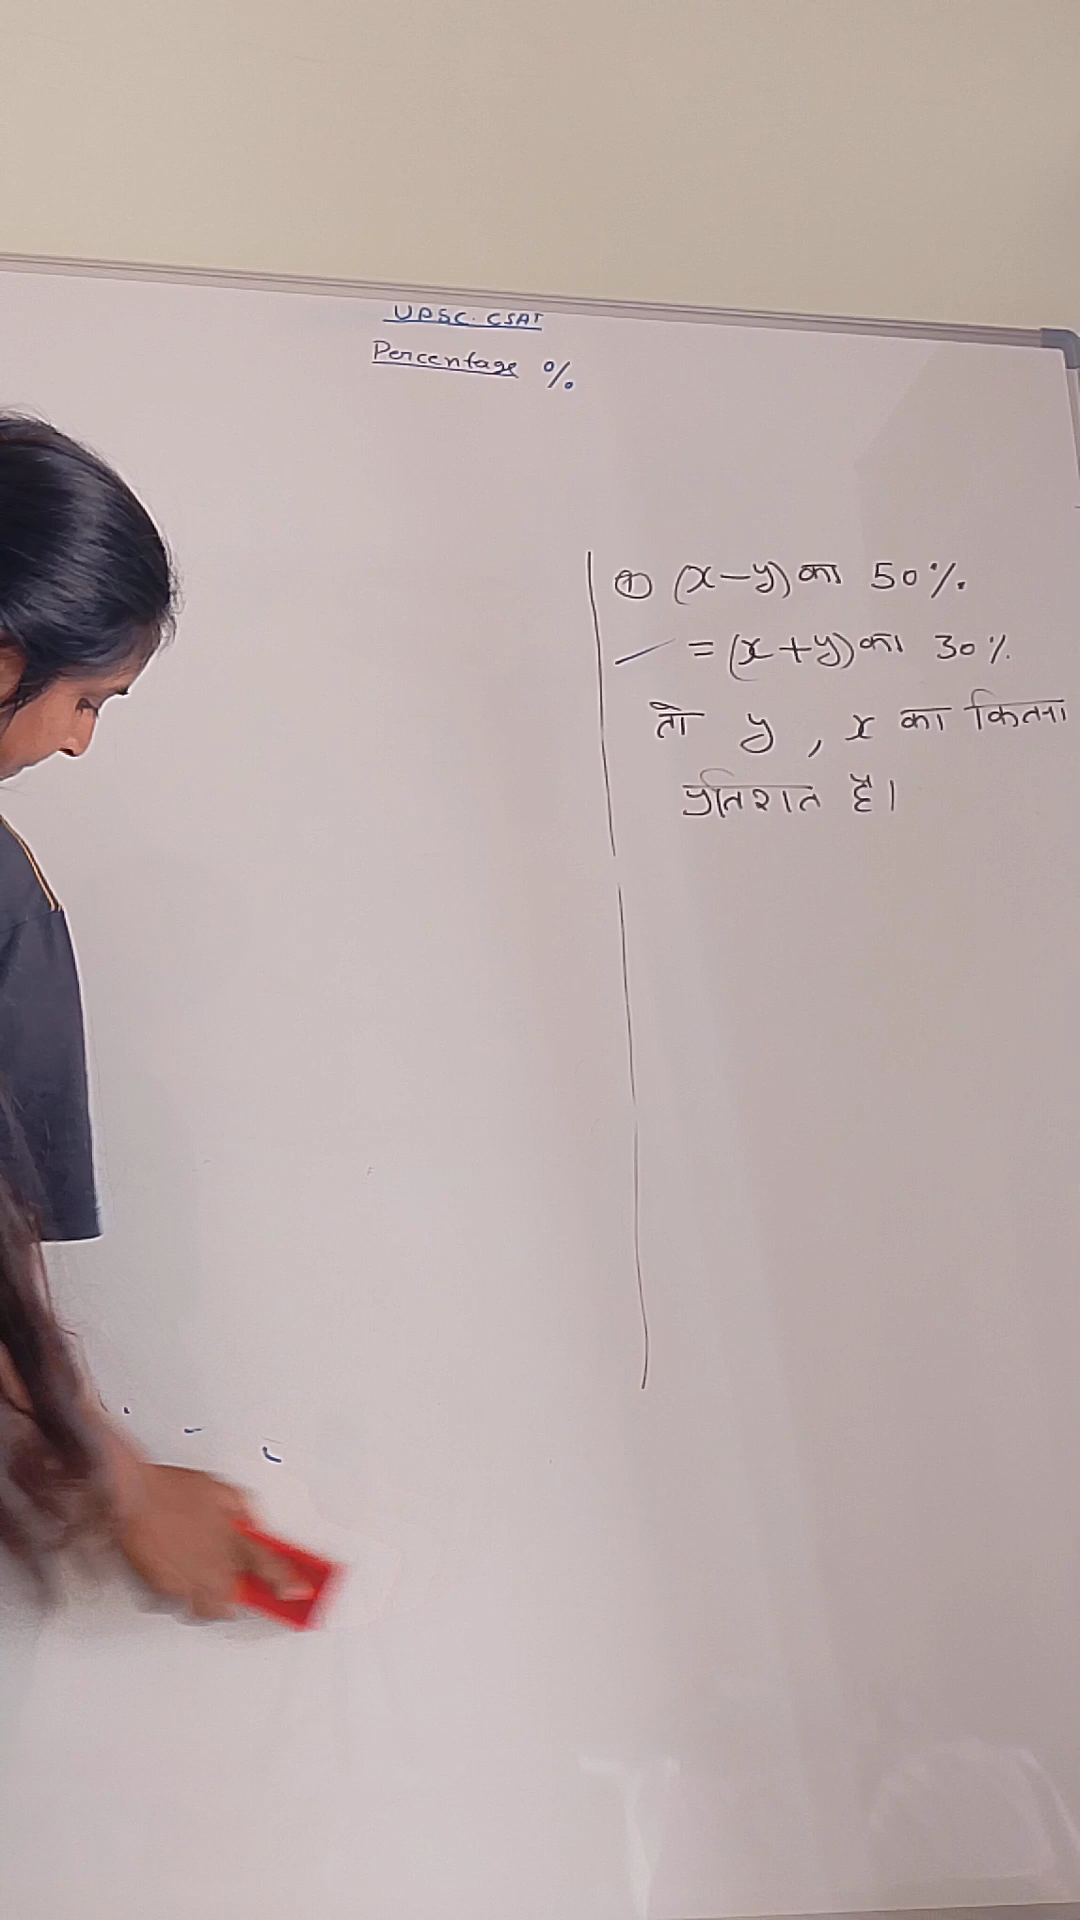 UPSC CSAT
Percentage %
① (x-y) का 50%.
= (x+y) का 30%.
तो y, x का कितना
प्रतिशत है।